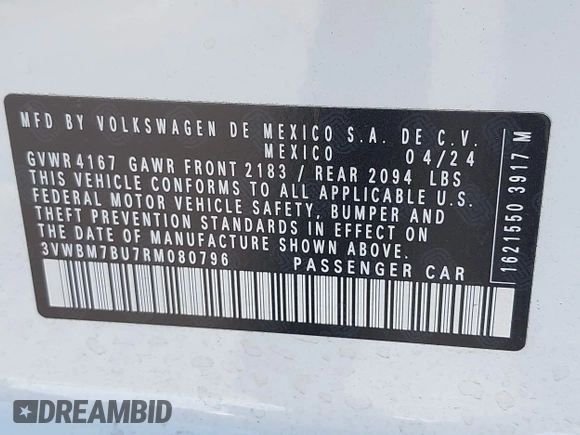 MFD BY VOLKSWAGEN DE MEXICO S.A. DE C.V.
MEXICO 04/24
GVWR 4167 GAWR FRONT 2183 / REAR 2094 LBS
THIS VEHICLE CONFORMS TO ALL APPLICABLE U.S.
FEDERAL MOTOR VEHICLE SAFETY, BUMPER AND
THEFT PREVENTION STANDARDS IN EFFECT ON
THE DATE OF MANUFACTURE SHOWN ABOVE.
3VWBM7BU7RM080796 PASSENGER CAR
1621550 3917 M
DREAMBID